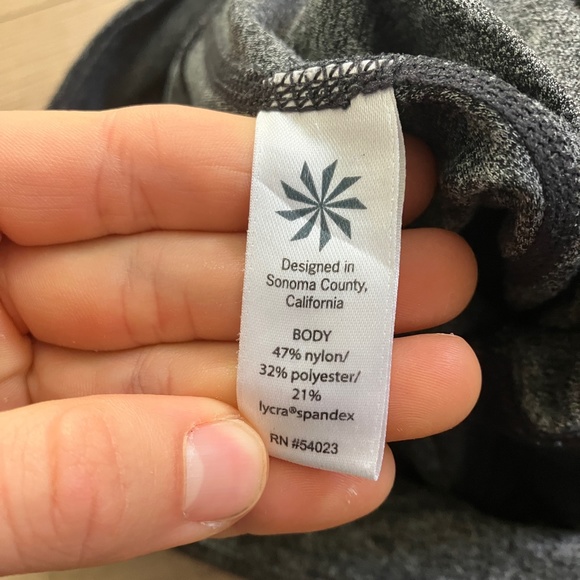 Designed in
Sonoma County,
California
BODY
47% nylon/
32% polyester/
21%
lycra®spandex
RN #54023